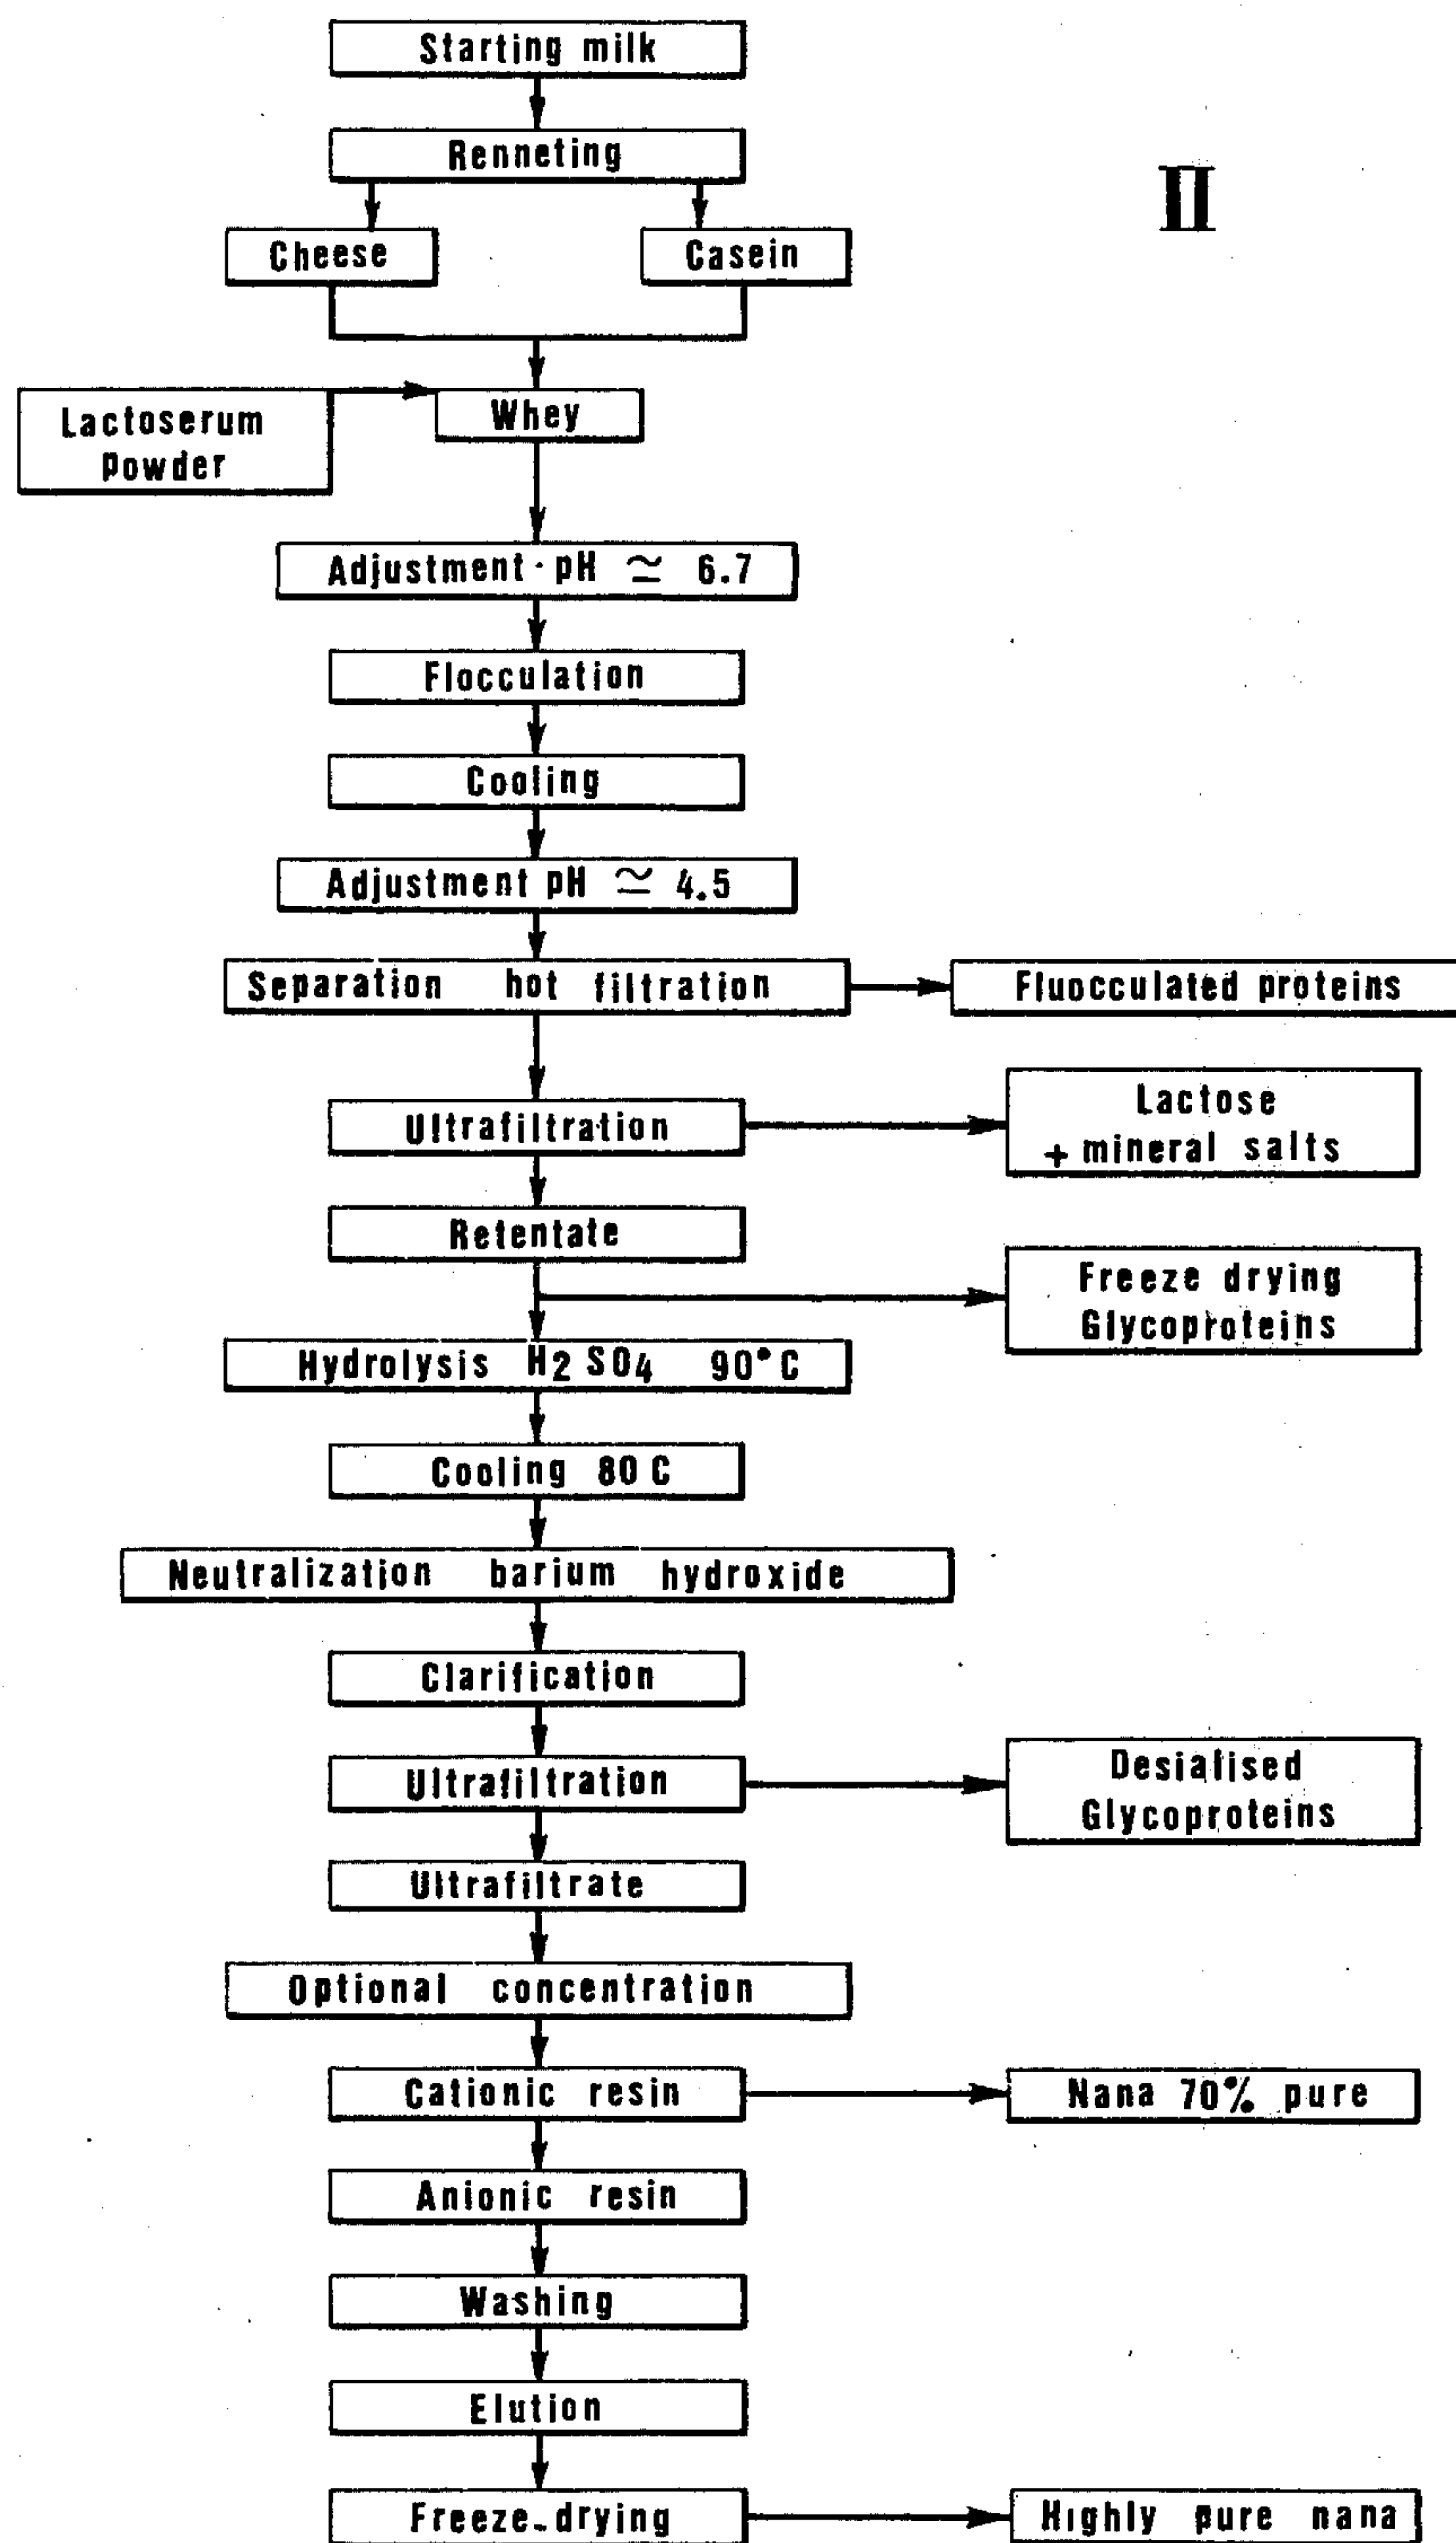 Starting milk
Renneting
II
Cheese
Casein
Lactoserum
Powder
Whey
Adjustment · pH ≃ 6.7
Flocculation
Cooling
Adjustment pH ≃ 4.5
Separation hot filtration
Fluocculated proteins
Ultrafiltration
Lactose
+ mineral salts
Retentate
Freeze drying
Glycoproteins
Hydrolysis H2 SO4 90°C
Cooling 80 C
Neutralization barium hydroxide
Clarification
Ultrafiltration
Desialised
Glycoproteins
Ultrafiltrate
Optional concentration
Cationic resin
Nana 70% pure
Anionic resin
Washing
Elution
Freeze-drying
Highly pure nana